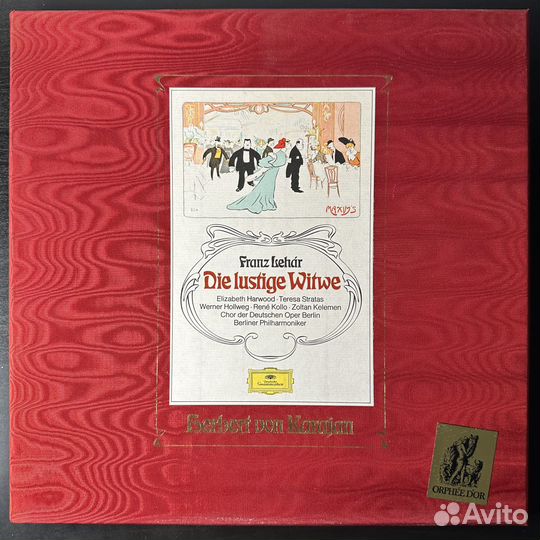 MAXIM'S
Franz Lehár
Die lustige Witwe
Elizabeth Harwood · Teresa Stratas
Werner Hollweg · René Kollo · Zoltan Kelemen
Chor der Deutschen Oper Berlin
Berliner Philharmoniker
Deutsche
Grammophon
Herbert von Karajan
ORPHÉE D'OR
Avito